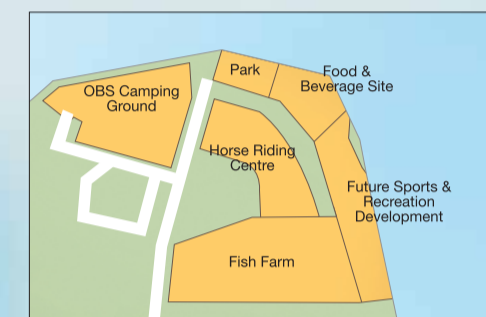 Park
Food &
Beverage Site
OBS Camping
Ground
Horse Riding
Centre
Future Sports &
Recreation
Development
Fish Farm